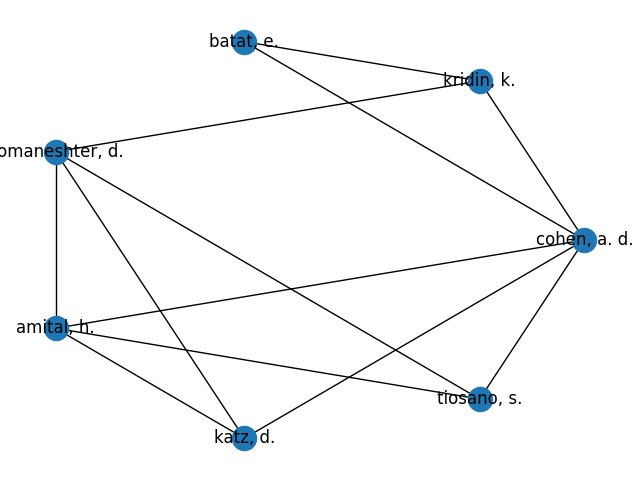 batat, e.
kridin, k.
omaneshter, d.
cohen, a. d.
amital, h.
tiosano, s.
katz, d.